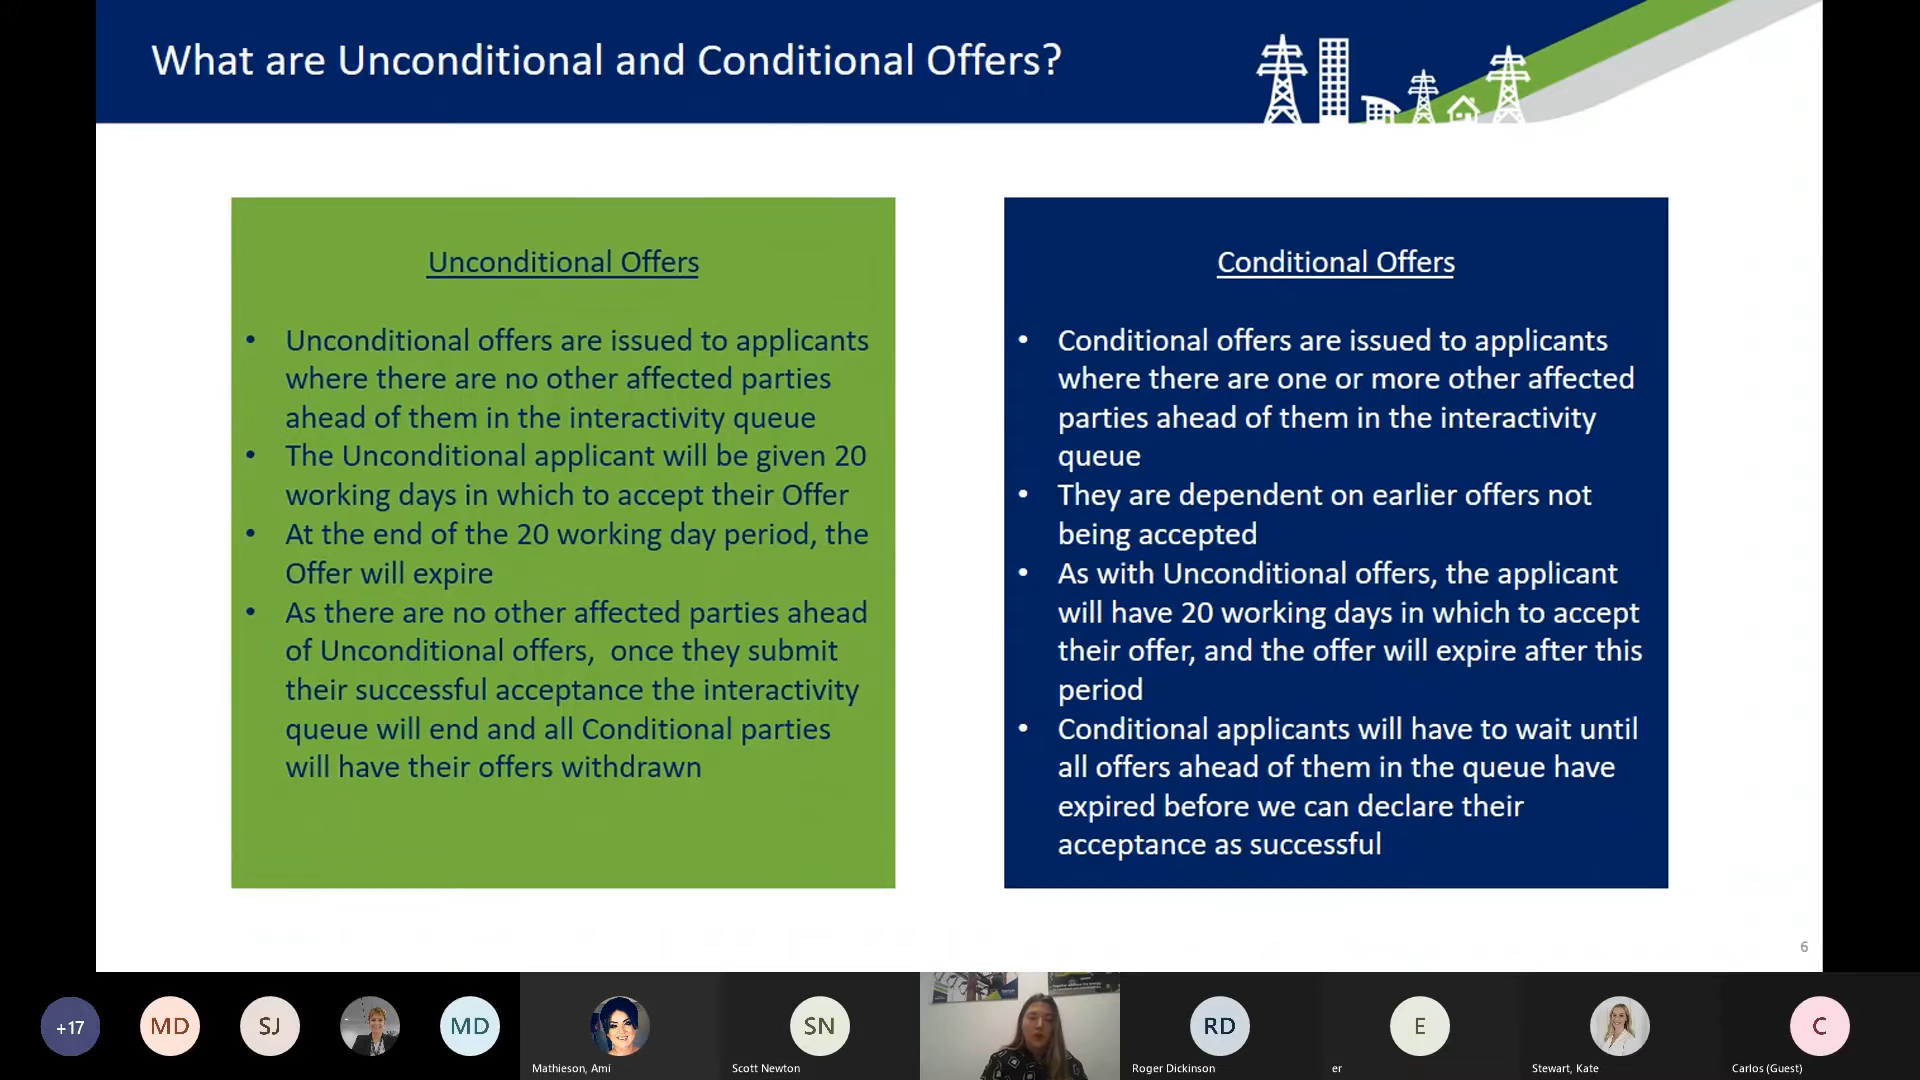 What are Unconditional and Conditional Offers?
Unconditional Offers
• Unconditional offers are issued to applicants
where there are no other affected parties
ahead of them in the interactivity queue
• The Unconditional applicant will be given 20
working days in which to accept their Offer
• At the end of the 20 working day period, the
Offer will expire
• As there are no other affected parties ahead
of Unconditional offers,  once they submit
their successful acceptance the interactivity
queue will end and all Conditional parties
will have their offers withdrawn
Conditional Offers
• Conditional offers are issued to applicants
where there are one or more other affected
parties ahead of them in the interactivity
queue
• They are dependent on earlier offers not
being accepted
• As with Unconditional offers, the applicant
will have 20 working days in which to accept
their offer, and the offer will expire after this
period
• Conditional applicants will have to wait until
all offers ahead of them in the queue have
expired before we can declare their
acceptance as successful
6
+17
MD
SJ
MD
Mathieson, Ami
SN
Scott Newton
RD
Roger Dickinson
E
er
Stewart, Kate
C
Carlos (Guest)